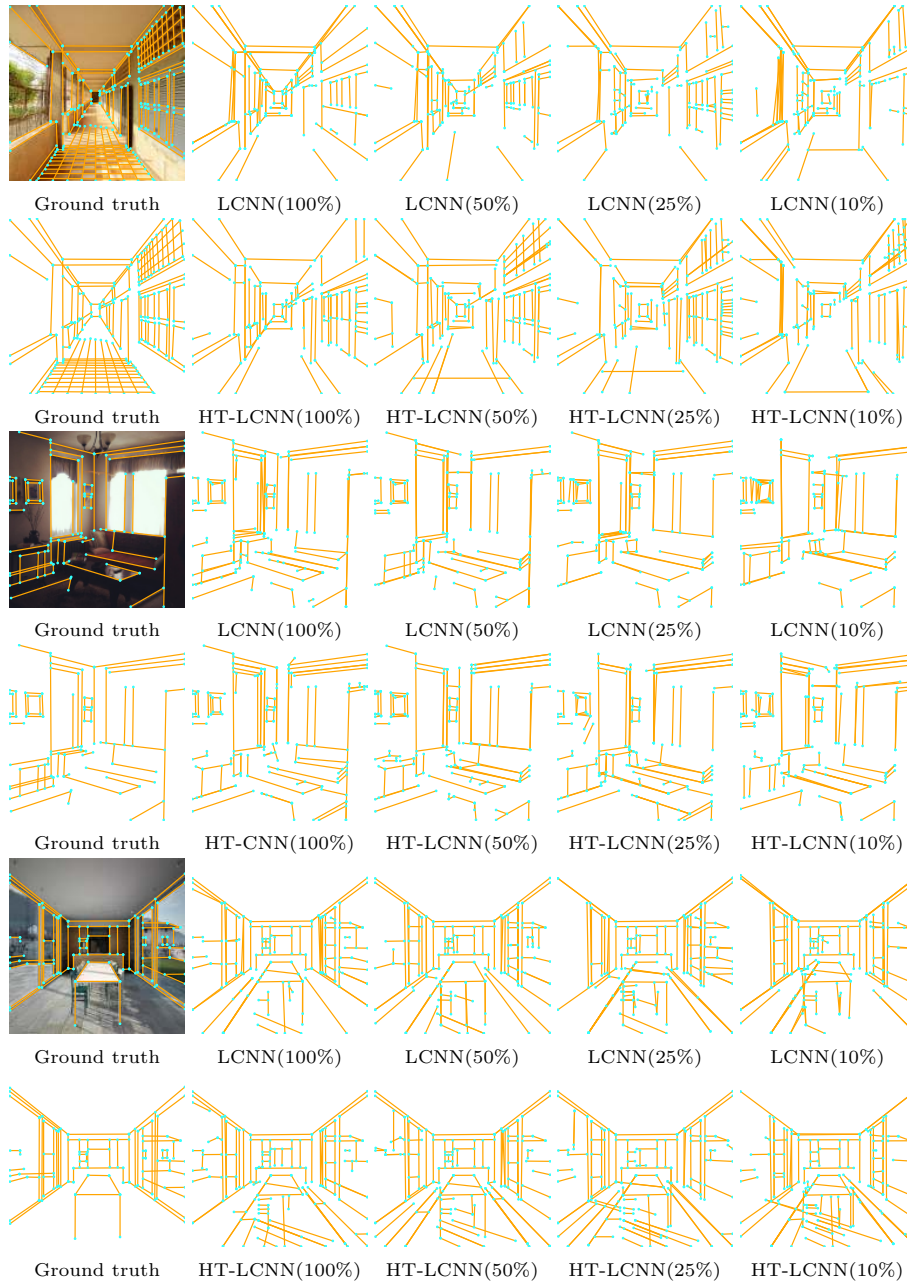 Ground truth LCNN(100%) LCNN(50%) LCNN(25%) LCNN(10%)
Ground truth HT-LCNN(100%) HT-LCNN(50%) HT-LCNN(25%) HT-LCNN(10%)
Ground truth LCNN(100%) LCNN(50%) LCNN(25%) LCNN(10%)
Ground truth HT-CNN(100%) HT-LCNN(50%) HT-LCNN(25%) HT-LCNN(10%)
Ground truth LCNN(100%) LCNN(50%) LCNN(25%) LCNN(10%)
Ground truth HT-LCNN(100%) HT-LCNN(50%) HT-LCNN(25%) HT-LCNN(10%)